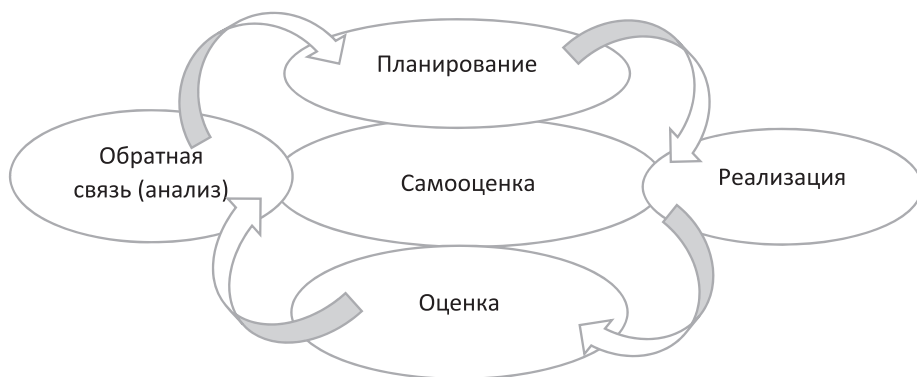 Планирование
Обратная
связь (анализ)
Самооценка
Реализация
Оценка